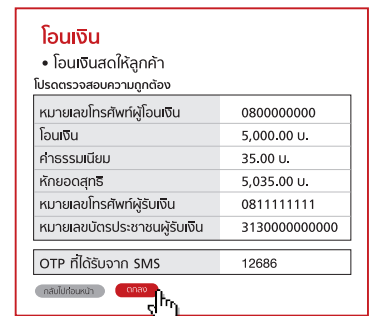 โอนเงิน
• โอนเงินสดให้ลูกค้า
โปรดตรวจสอบความถูกต้อง
หมายเลขโทรศัพท์ผู้โอนเงิน 0800000000
โอนเงิน 5,000.00 บ.
ค่าธรรมเนียม 35.00 บ.
หักยอดสุทธิ 5,035.00 บ.
หมายเลขโทรศัพท์ผู้รับเงิน 0811111111
หมายเลขบัตรประชาชนผู้รับเงิน 3130000000000
OTP ที่ได้รับจาก SMS 12686
กลับไปก่อนหน้า ตกลง